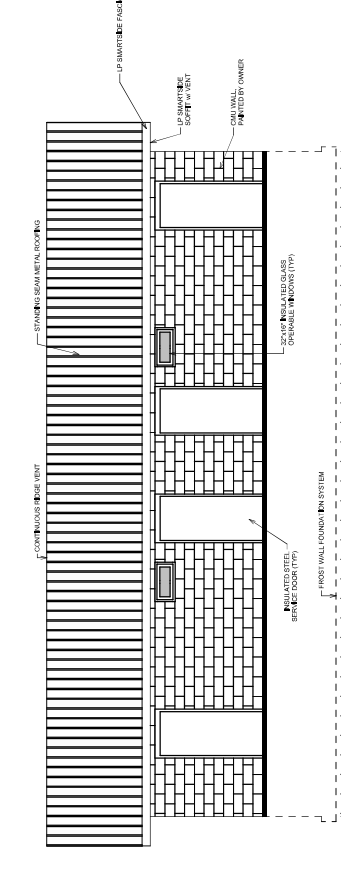 CONTINUOUS RIDGE VENT
STANDING SEAM METAL ROOFING
LP SMARTSIDE FASCI
LP SMARTSIDE
SOFFIT w/ VENT
CMU WALL,
PAINTED BY OWNER
32"x16" INSULATED GLASS
OPERABLE WINDOWS (TYP)
INSULATED STEEL
SERVICE DOOR (TYP)
FROST WALL FOUNDATION SYSTEM